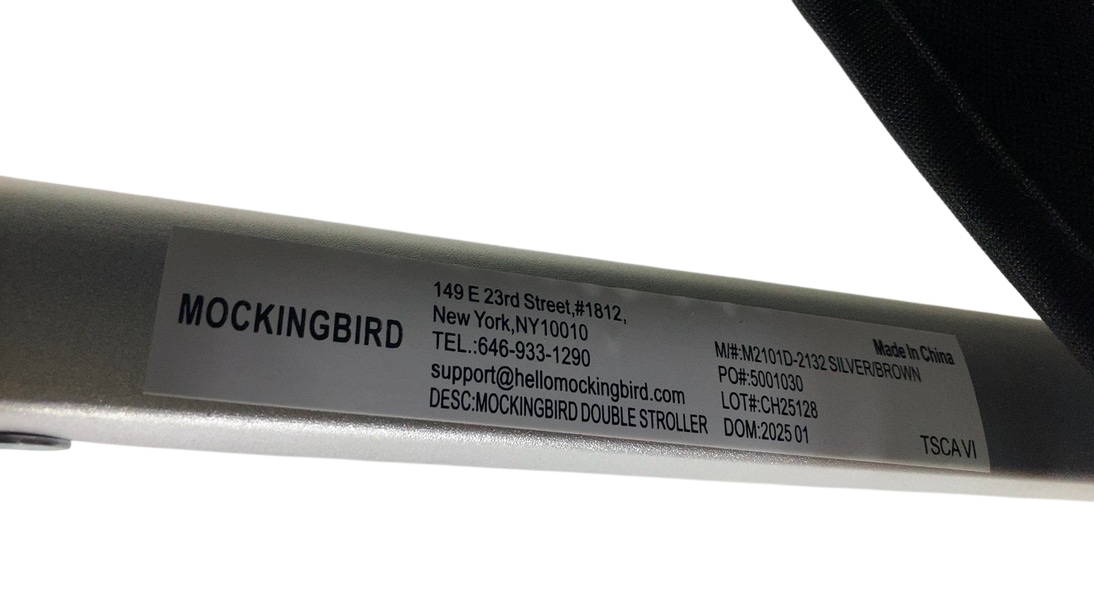 MOCKINGBIRD
149 E 23rd Street,#1812,
New York,NY10010
TEL.:646-933-1290
support@hellomockingbird.com
DESC:MOCKINGBIRD DOUBLE STROLLER
Made In China
M/#:M2101D-2132 SILVER/BROWN
PO#:5001030
LOT#:CH25128
DOM:2025 01
TSCA VI